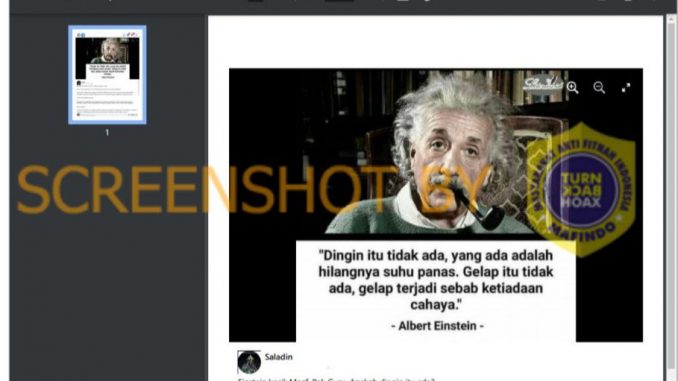 1
SCREENSHOT BY
MASYARAKAT ANTI FITNAH INDONESIA
TURN
BACK
HOAX
MAFINDO
"Dingin itu tidak ada, yang ada adalah
hilangnya suhu panas. Gelap itu tidak
ada, gelap terjadi sebab ketiadaan
cahaya."
- Albert Einstein -
Saladin